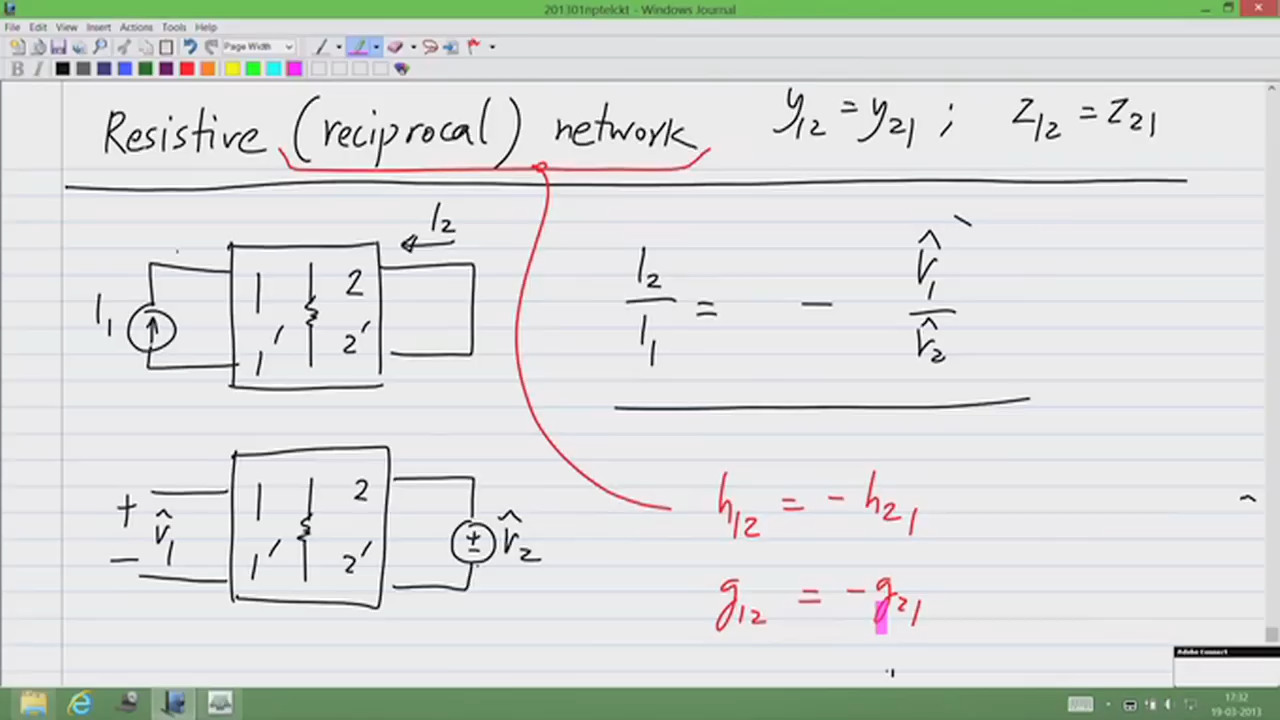 201301nptelckt - Windows Journal
File Edit View Insert Actions Tools Help
Page Width
B I
Resistive (reciprocal) network y₁₂ = y₂₁ ; z₁₂ = z₂₁
I₂
I₁ 1 2
1′ 2′
I₂/I₁ = − V̂₁/V̂₂
+ V̂₁ − 1 2
1′ 2′ + − V̂₂
h₁₂ = − h₂₁
g₁₂ = − g₂₁
Adobe Connect
17:32
19-03-2013